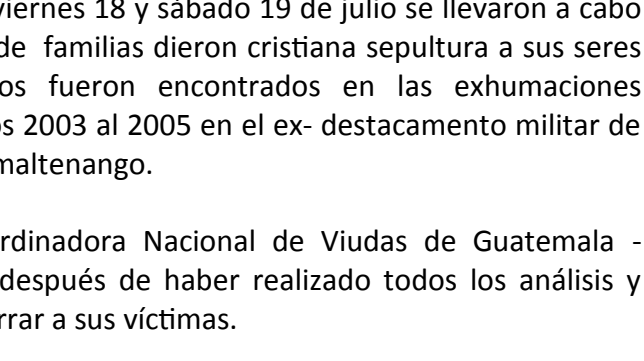 viernes 18 y sábado 19 de julio se llevaron a cabo
de familias dieron cristiana sepultura a sus seres
os fueron encontrados en las exhumaciones
os 2003 al 2005 en el ex- destacamento militar de
maltenango.
rdinadora Nacional de Viudas de Guatemala -
después de haber realizado todos los análisis y
rrar a sus víctimas.